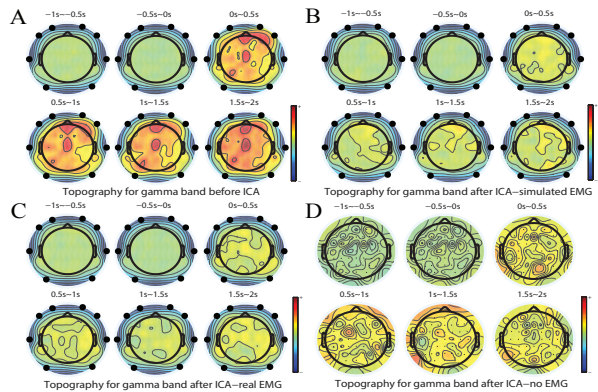 A
−1s~−0.5s −0.5s~0s 0s~0.5s
0.5s~1s 1s~1.5s 1.5s~2s
+
−
Topography for gamma band before ICA
B
−1s~−0.5s −0.5s~0s 0s~0.5s
0.5s~1s 1s~1.5s 1.5s~2s
+
−
Topography for gamma band after ICA−simulated EMG
C
−1s~−0.5s −0.5s~0s 0s~0.5s
0.5s~1s 1s~1.5s 1.5s~2s
+
−
Topography for gamma band after ICA−real EMG
D
−1s~−0.5s −0.5s~0s 0s~0.5s
0.5s~1s 1s~1.5s 1.5s~2s
+
−
Topography for gamma band after ICA−no EMG